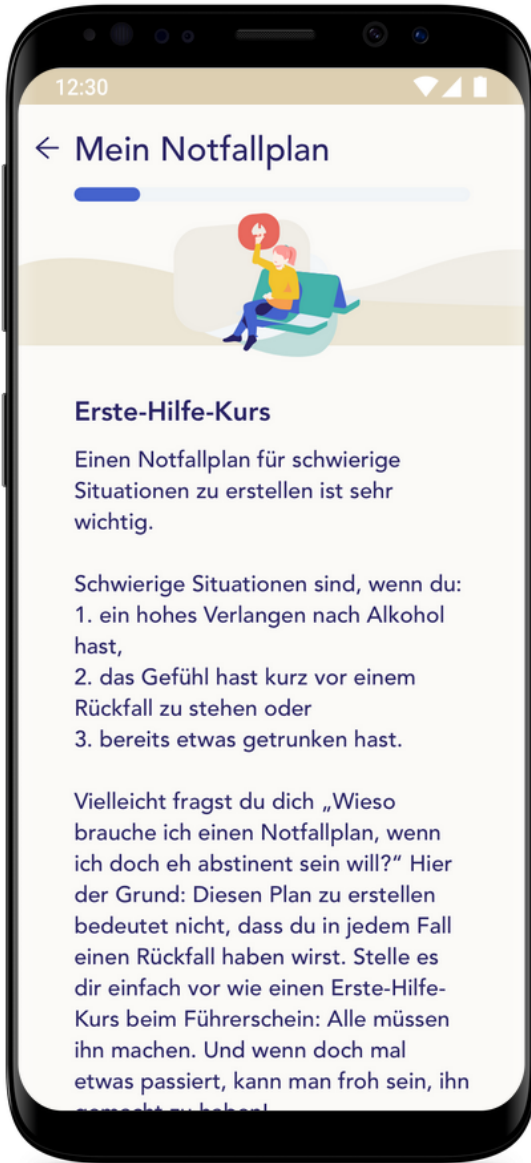 12:30
← Mein Notfallplan
Erste-Hilfe-Kurs
Einen Notfallplan für schwierige
Situationen zu erstellen ist sehr
wichtig.
Schwierige Situationen sind, wenn du:
1. ein hohes Verlangen nach Alkohol
hast,
2. das Gefühl hast kurz vor einem
Rückfall zu stehen oder
3. bereits etwas getrunken hast.
Vielleicht fragst du dich „Wieso
brauche ich einen Notfallplan, wenn
ich doch eh abstinent sein will?“ Hier
der Grund: Diesen Plan zu erstellen
bedeutet nicht, dass du in jedem Fall
einen Rückfall haben wirst. Stelle es
dir einfach vor wie einen Erste-Hilfe-
Kurs beim Führerschein: Alle müssen
ihn machen. Und wenn doch mal
etwas passiert, kann man froh sein, ihn